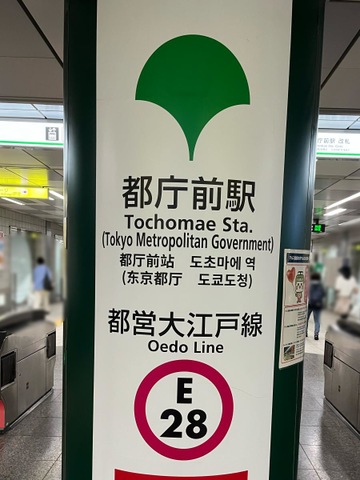 都庁前駅
Tochomae Sta.
(Tokyo Metropolitan Government)
都庁前站 도초마에 역
(东京都厅 도쿄도청)
都営大江戸線
Oedo Line
E
28